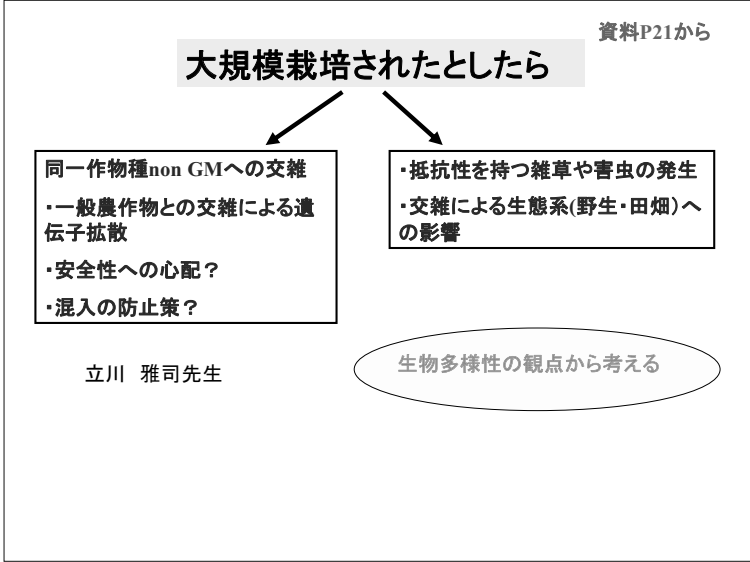 資料P21から
大規模栽培されたとしたら
同一作物種non GMへの交雑
・一般農作物との交雑による遺
伝子拡散
・安全性への心配？
・混入の防止策？
・抵抗性を持つ雑草や害虫の発生
・交雑による生態系(野生・田畑）へ
の影響
立川　雅司先生
生物多様性の観点から考える